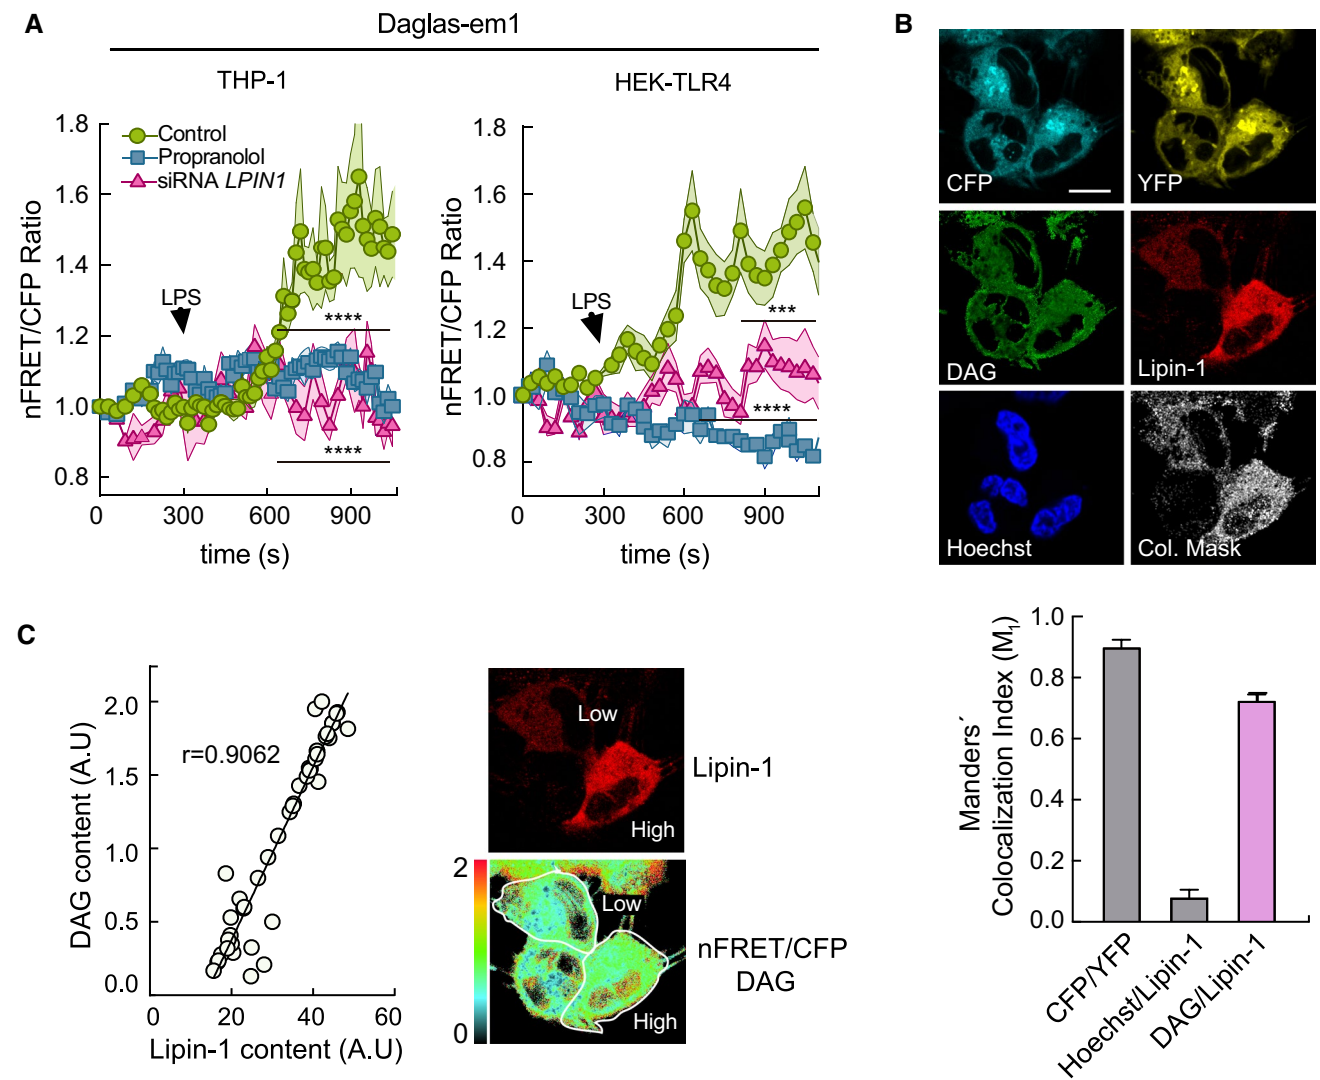 A
Daglas-em1
THP-1
HEK-TLR4
nFRET/CFP Ratio
1.8
1.6
1.4
1.2
1.0
0.8
Control
Propranolol
siRNA LPIN1
LPS
****
****
0
300
600
900
time (s)
nFRET/CFP Ratio
1.8
1.6
1.4
1.2
1.0
0.8
LPS
***
****
0
300
600
900
time (s)
B
CFP
YFP
DAG
Lipin-1
Hoechst
Col. Mask
Manders´
Colocalization Index (M1)
1.0
0.8
0.6
0.4
0.2
0.0
CFP/YFP
Hoechst/Lipin-1
DAG/Lipin-1
C
DAG content (A.U)
2.0
1.5
1.0
0.5
0.0
r=0.9062
0
20
40
60
Lipin-1 content (A.U)
Low
High
Lipin-1
2
0
Low
High
nFRET/CFP
DAG